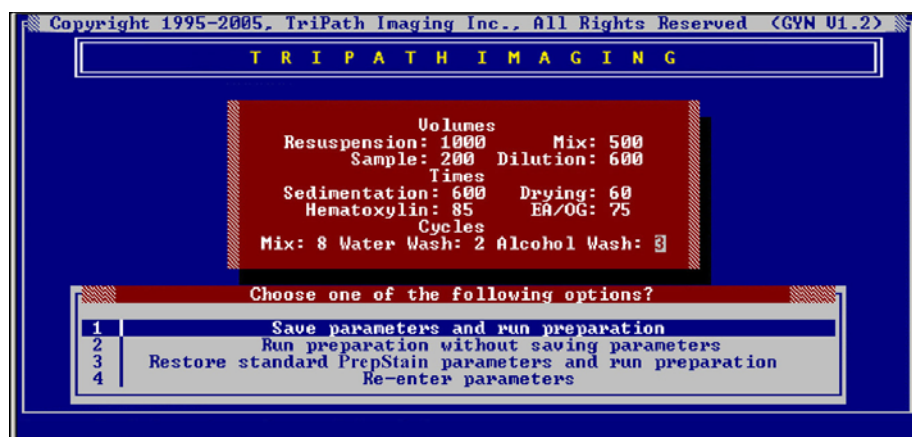 Copyright 1995-2005, TriPath Imaging Inc., All Rights Reserved (GYN V1.2)
T R I P A T H I M A G I N G
Volumes
Resuspension: 1000 Mix: 500
Sample: 200 Dilution: 600
Times
Sedimentation: 600 Drying: 60
Hematoxylin: 85 EA/OG: 75
Cycles
Mix: 8 Water Wash: 2 Alcohol Wash: 3
Choose one of the following options?
1 Save parameters and run preparation
2 Run preparation without saving parameters
3 Restore standard PrepStain parameters and run preparation
4 Re-enter parameters